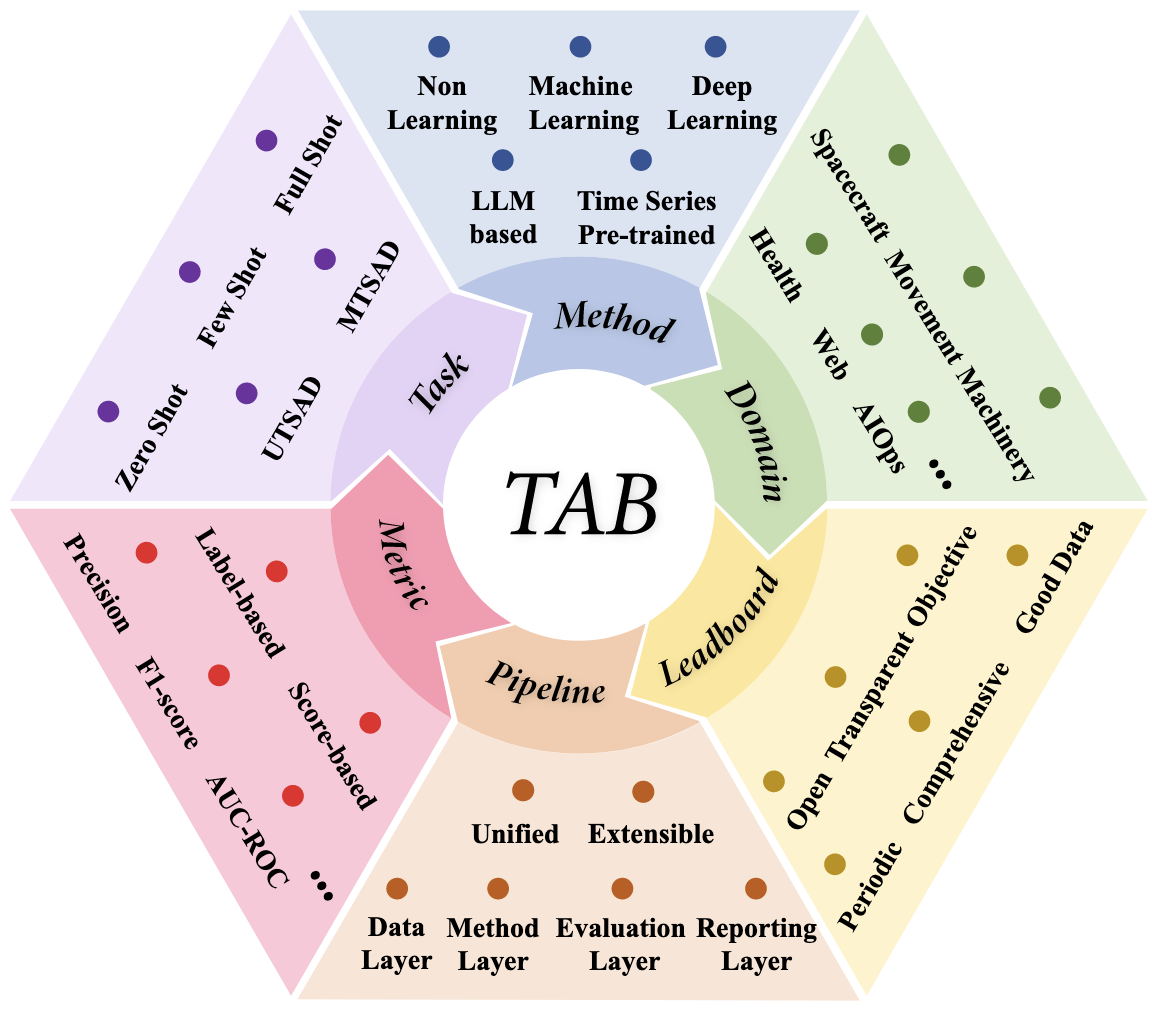 Non
Learning
Machine
Learning
Deep
Learning
LLM
based
Time Series
Pre-trained
Method
Spacecraft
Movement
Machinery
Health
Web
AIOps
...
Domain
Objective
Transparent
Open
Good Data
Comprehensive
Periodic
Leadboard
Pipeline
Unified
Extensible
Data
Layer
Method
Layer
Evaluation
Layer
Reporting
Layer
Metric
Label-based
Score-based
Precision
F1-score
AUC-ROC
...
Task
Full Shot
Few Shot
Zero Shot
MTSAD
UTSAD
TAB